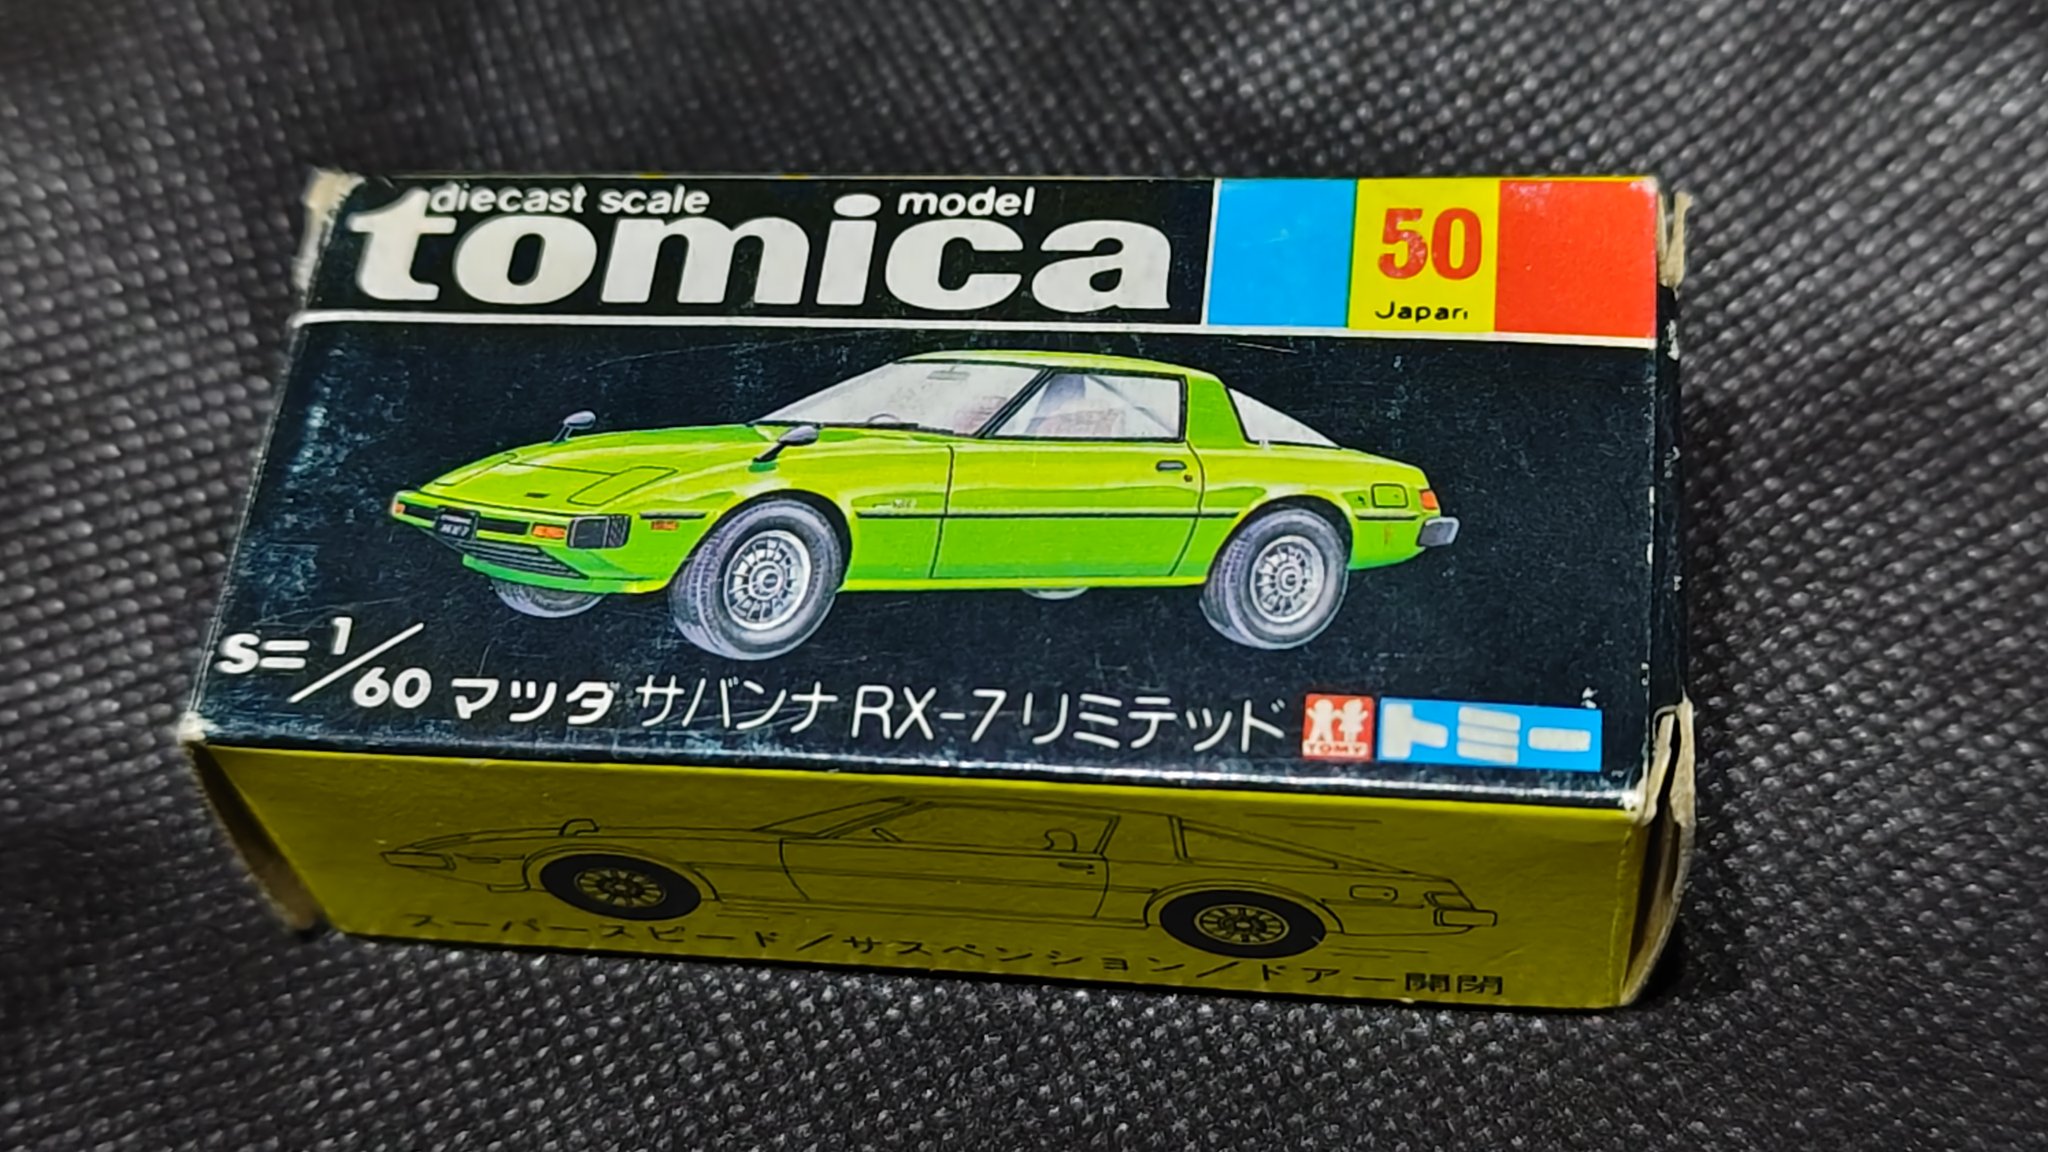 diecast scale model
tomica
50
Japan
S=1/60 マツダ サバンナ RX-7 リミテッド
TOMY
トミー
スーパースピード/サスペンション/ドアー開閉